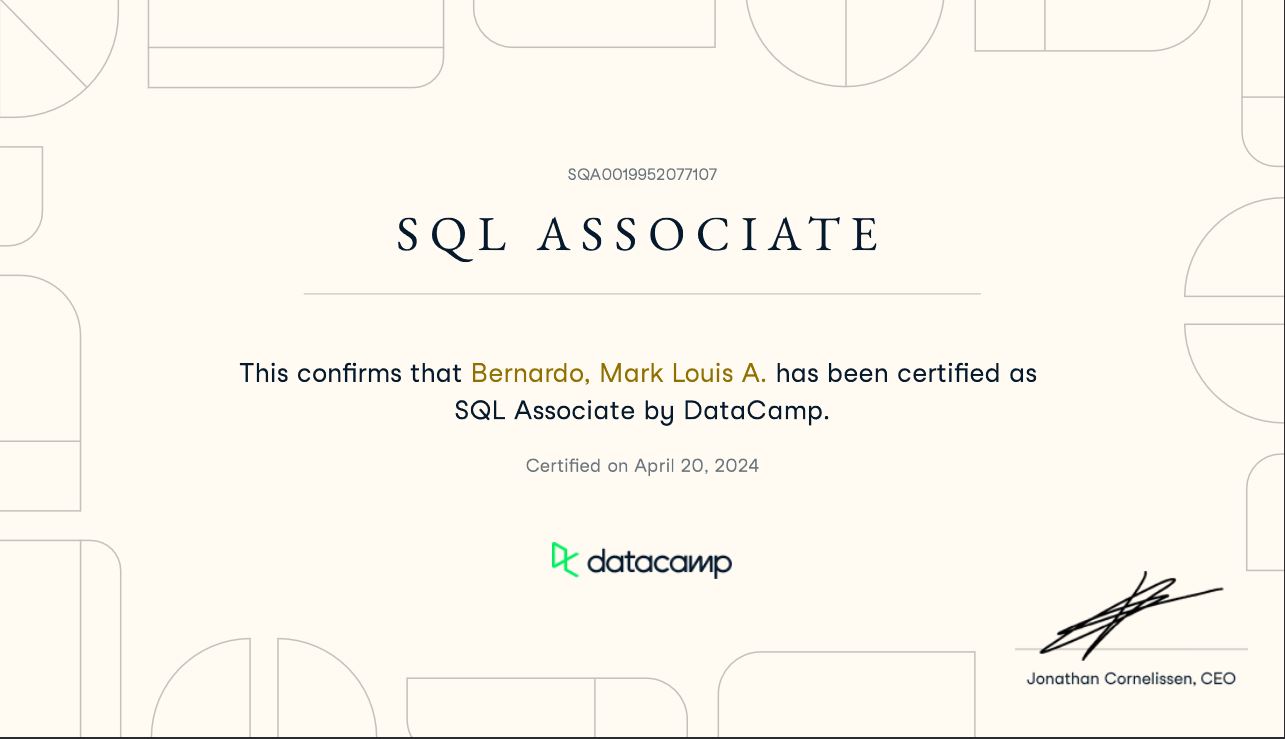 SQA0019952077107
SQL ASSOCIATE
This confirms that Bernardo, Mark Louis A. has been certified as
SQL Associate by DataCamp.
Certified on April 20, 2024
datacamp
Jonathan Cornelissen, CEO